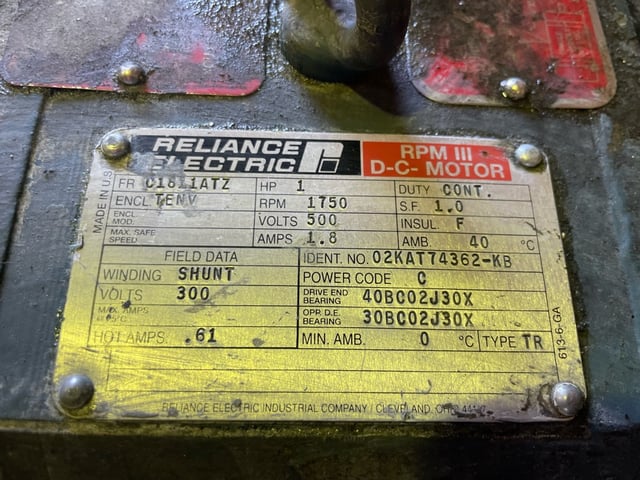 RELIANCE ELECTRIC
RPM III
D-C- MOTOR
MADE IN U.S.
FR C1811ATZ HP 1 DUTY CONT.
ENCL TENV RPM 1750 S.F. 1.0
ENCL. MOD. VOLTS 500 INSUL F
MAX. SAFE SPEED AMPS 1.8 AMB. 40 °C
FIELD DATA IDENT. NO. 02KAT74362-KB
WINDING SHUNT POWER CODE C
VOLTS 300 DRIVE END BEARING 40BC02J30X
MAX. AMPS OPP. D.E. BEARING 30BC02J30X
HOT AMPS .61 MIN. AMB. 0 °C TYPE TR
613-6-GA
RELIANCE ELECTRIC INDUSTRIAL COMPANY / CLEVELAND, OHIO